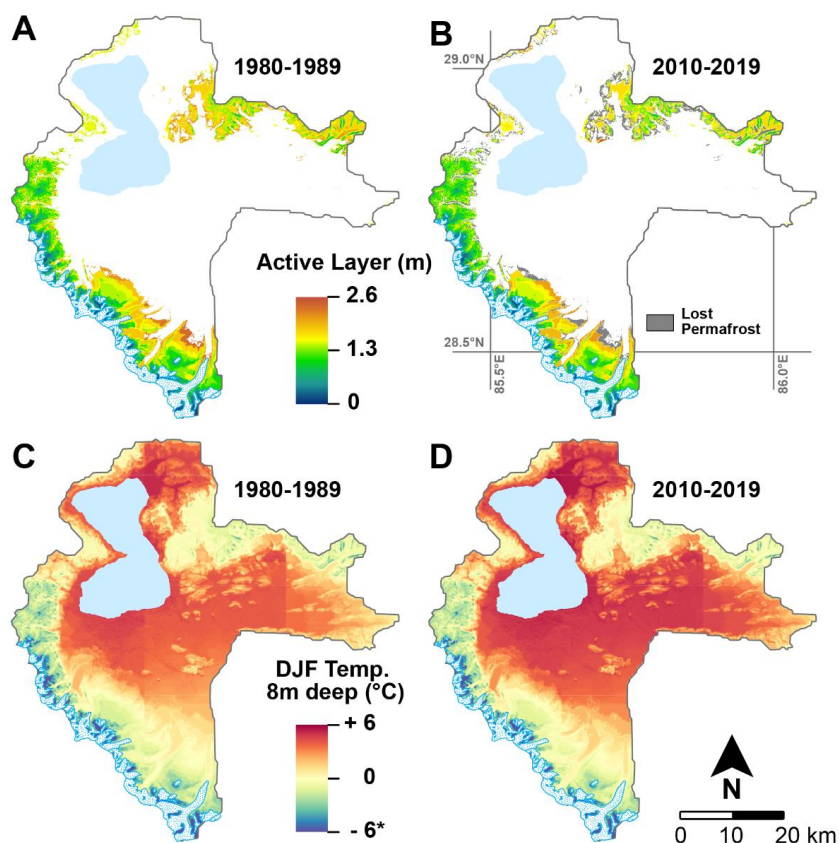 A
1980-1989
B
2010-2019
29.0°N
Active Layer (m)
2.6
1.3
0
Lost
Permafrost
28.5°N
85.5°E
86.0°E
C
1980-1989
D
2010-2019
DJF Temp.
8m deep (°C)
+ 6
0
- 6*
N
0 10 20 km